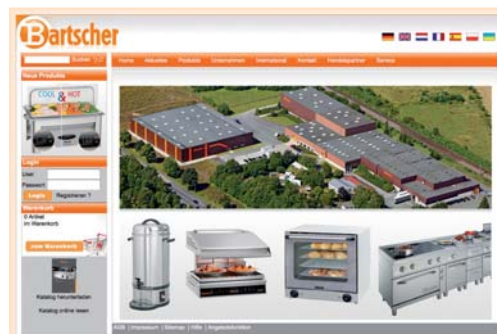 Bartscher
Suchen
Home Aktuelles Produkte Unternehmen International Kontakt Handelspartner Service
Neue Produkte
COOL & HOT
Login
User
Passwort
Login Registrieren ?
Warenkorb
0 Artikel
im Warenkorb
zum Warenkorb
Katalog herunterladen
Katalog online lesen
AGB | Impressum | Sitemap | Hilfe | Angebotsfunktion